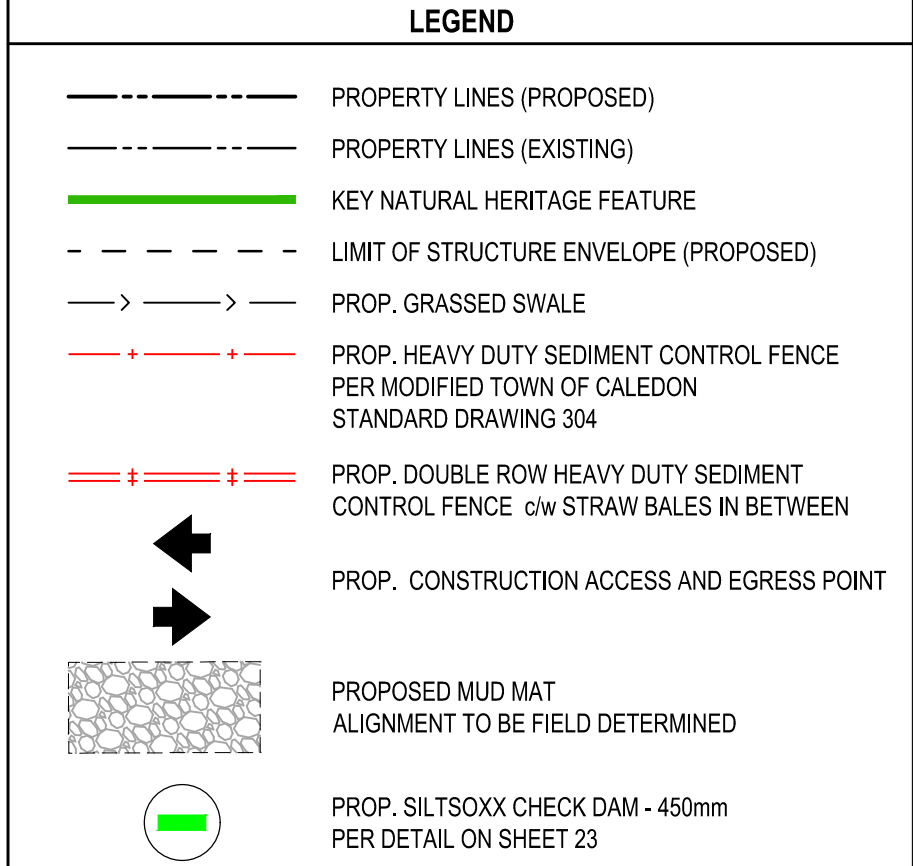 LEGEND
PROPERTY LINES (PROPOSED)
PROPERTY LINES (EXISTING)
KEY NATURAL HERITAGE FEATURE
LIMIT OF STRUCTURE ENVELOPE (PROPOSED)
PROP. GRASSED SWALE
PROP. HEAVY DUTY SEDIMENT CONTROL FENCE
PER MODIFIED TOWN OF CALEDON
STANDARD DRAWING 304
PROP. DOUBLE ROW HEAVY DUTY SEDIMENT
CONTROL FENCE c/w STRAW BALES IN BETWEEN
PROP. CONSTRUCTION ACCESS AND EGRESS POINT
PROPOSED MUD MAT
ALIGNMENT TO BE FIELD DETERMINED
PROP. SILTSOXX CHECK DAM - 450mm
PER DETAIL ON SHEET 23